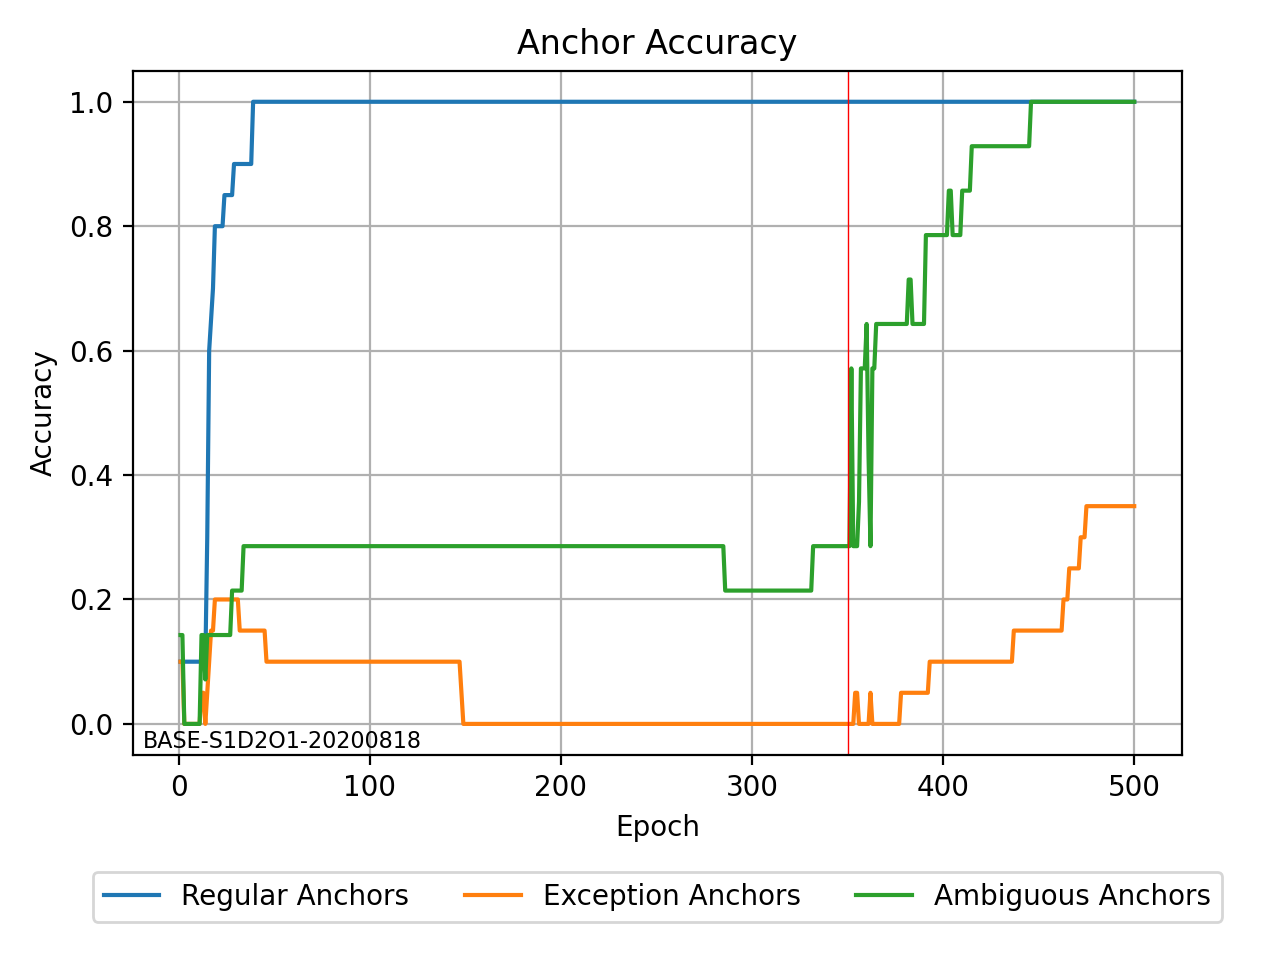 Anchor Accuracy
1.0
0.8
0.6
0.4
0.2
0.0
Accuracy
BASE-S1D2O1-20200818
0 100 200 300 400 500
Epoch
Regular Anchors Exception Anchors Ambiguous Anchors